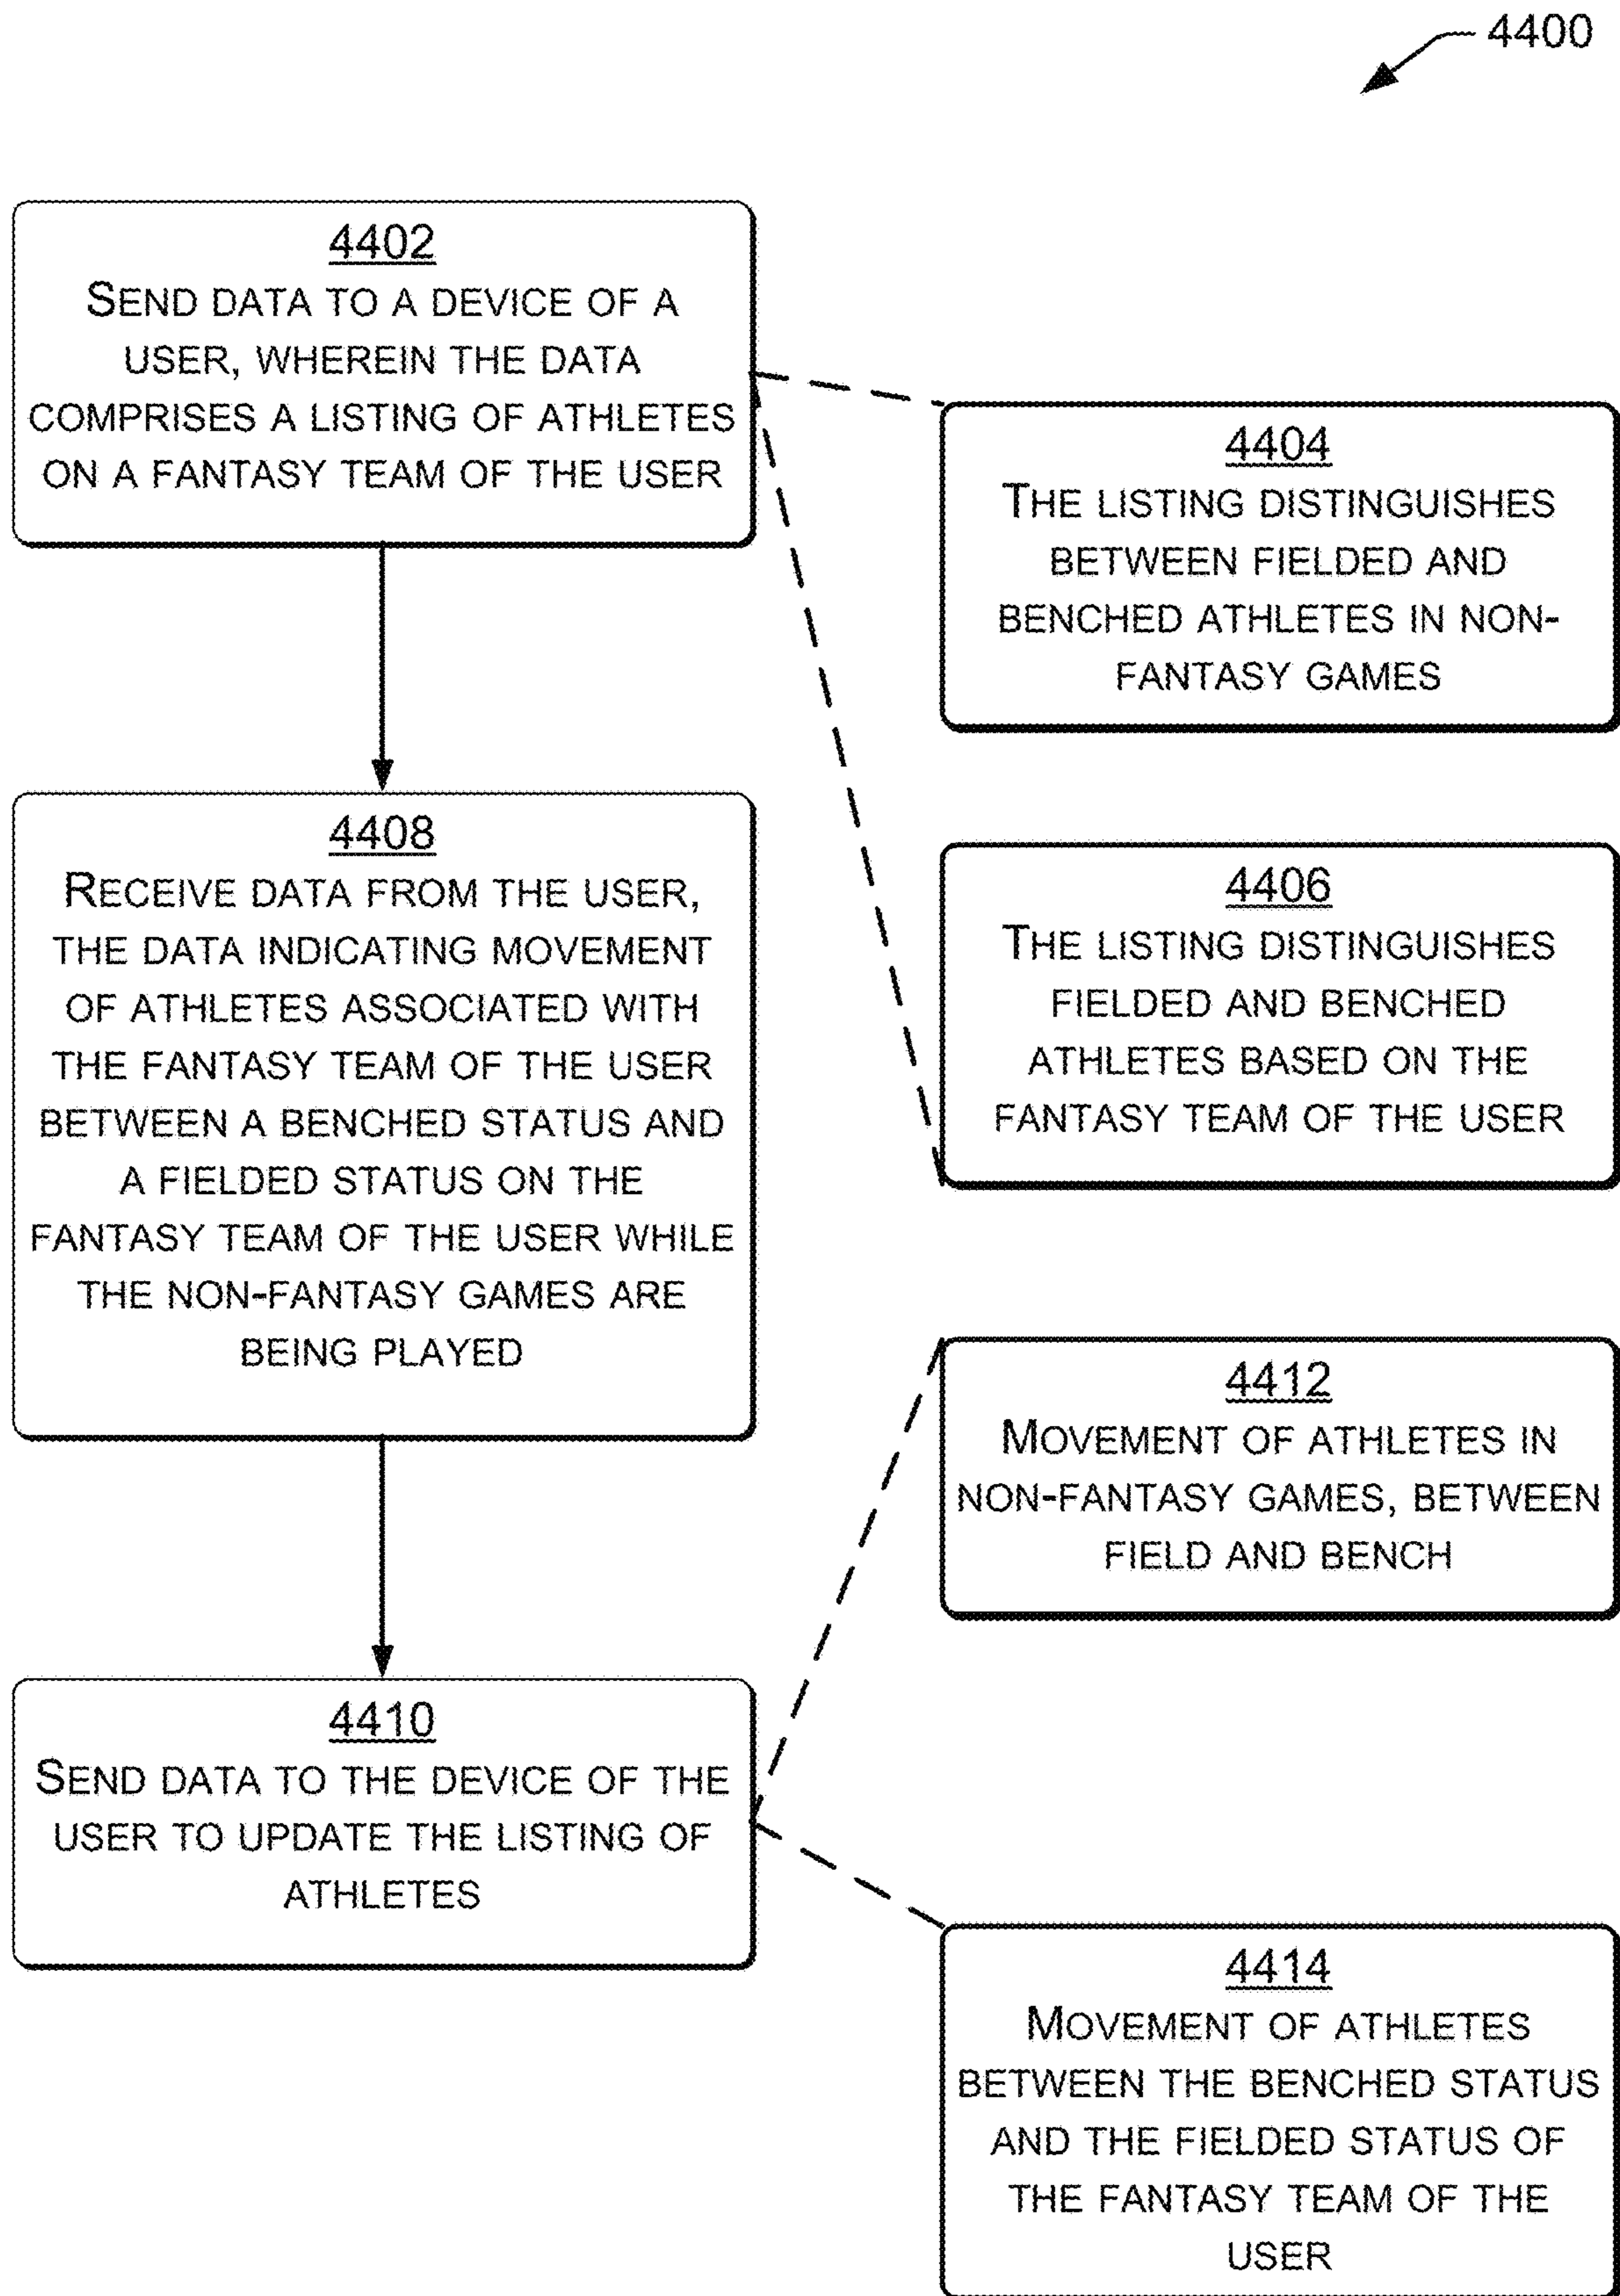 4400
4402
SEND DATA TO A DEVICE OF A
USER, WHEREIN THE DATA
COMPRISES A LISTING OF ATHLETES
ON A FANTASY TEAM OF THE USER
4404
THE LISTING DISTINGUISHES
BETWEEN FIELDED AND
BENCHED ATHLETES IN NON-
FANTASY GAMES
4406
THE LISTING DISTINGUISHES
FIELDED AND BENCHED
ATHLETES BASED ON THE
FANTASY TEAM OF THE USER
4408
RECEIVE DATA FROM THE USER,
THE DATA INDICATING MOVEMENT
OF ATHLETES ASSOCIATED WITH
THE FANTASY TEAM OF THE USER
BETWEEN A BENCHED STATUS AND
A FIELDED STATUS ON THE
FANTASY TEAM OF THE USER WHILE
THE NON-FANTASY GAMES ARE
BEING PLAYED
4410
SEND DATA TO THE DEVICE OF THE
USER TO UPDATE THE LISTING OF
ATHLETES
4412
MOVEMENT OF ATHLETES IN
NON-FANTASY GAMES, BETWEEN
FIELD AND BENCH
4414
MOVEMENT OF ATHLETES
BETWEEN THE BENCHED STATUS
AND THE FIELDED STATUS OF
THE FANTASY TEAM OF THE
USER